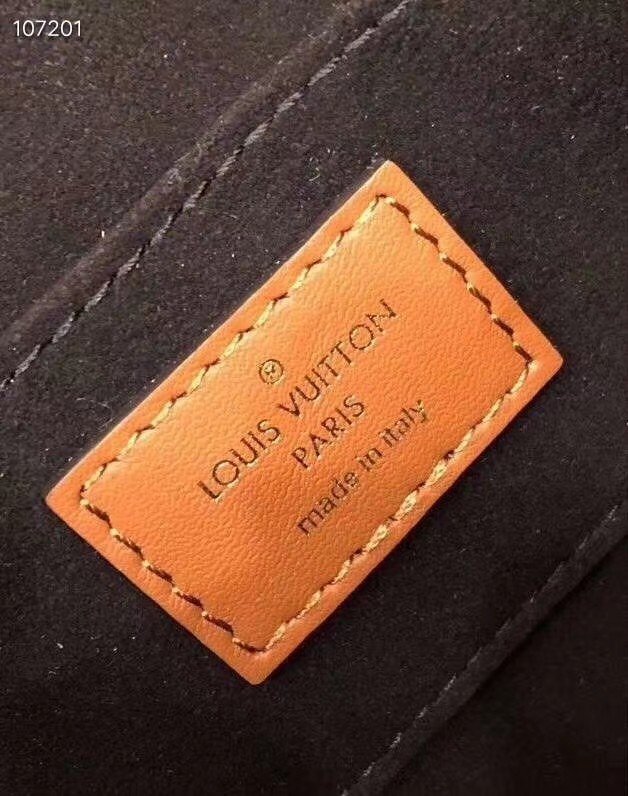 107201
®
LOUIS VUITTON
PARIS
made in italy